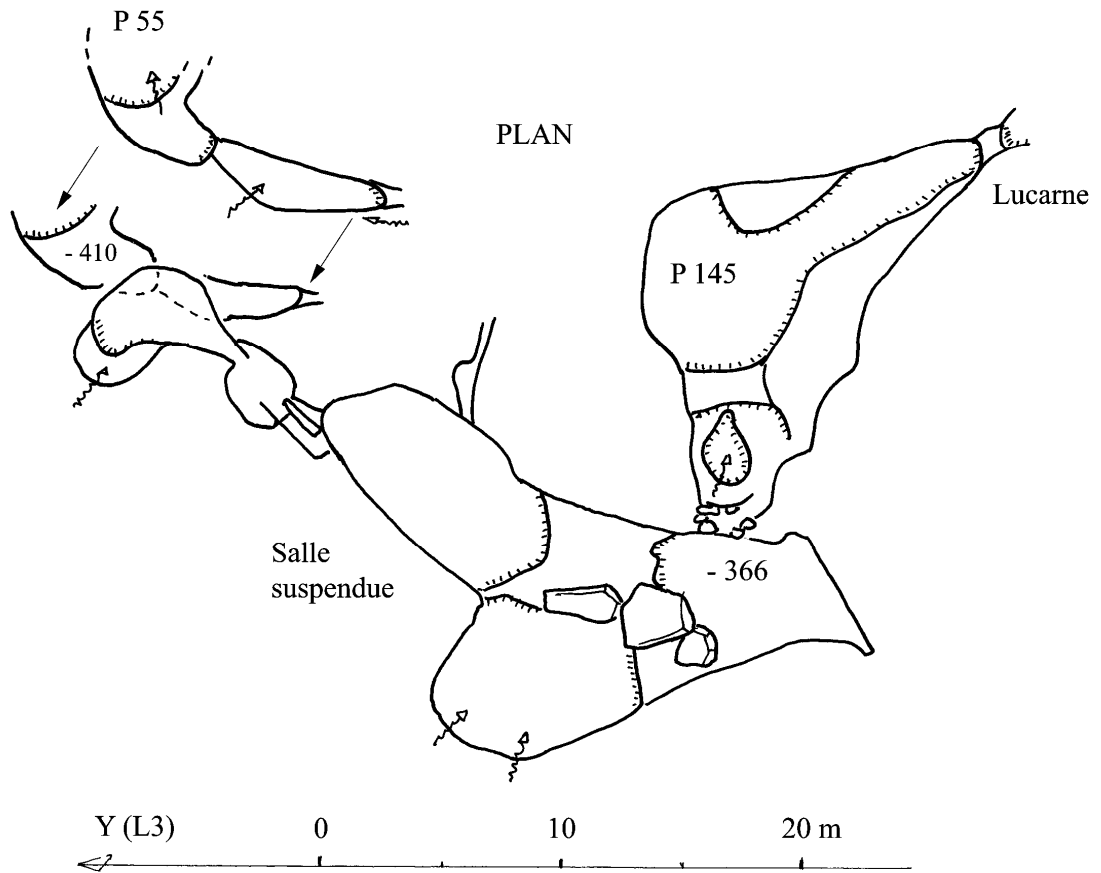 P 55
PLAN
Lucarne
- 410
P 145
Salle
suspendue
- 366
Y (L3) 0 10 20 m